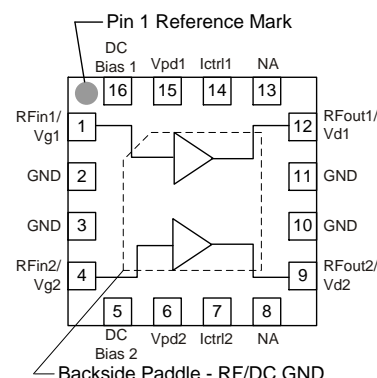 Pin 1 Reference Mark
DC
Bias 1
Vpd1
Ictrl1
NA
16
15
14
13
RFin1/
Vg1
1
12
RFout1/
Vd1
GND
2
11
GND
GND
3
10
GND
RFin2/
Vg2
4
9
RFout2/
Vd2
5
6
7
8
DC
Bias 2
Vpd2
Ictrl2
NA
Backside Paddle - RF/DC GND